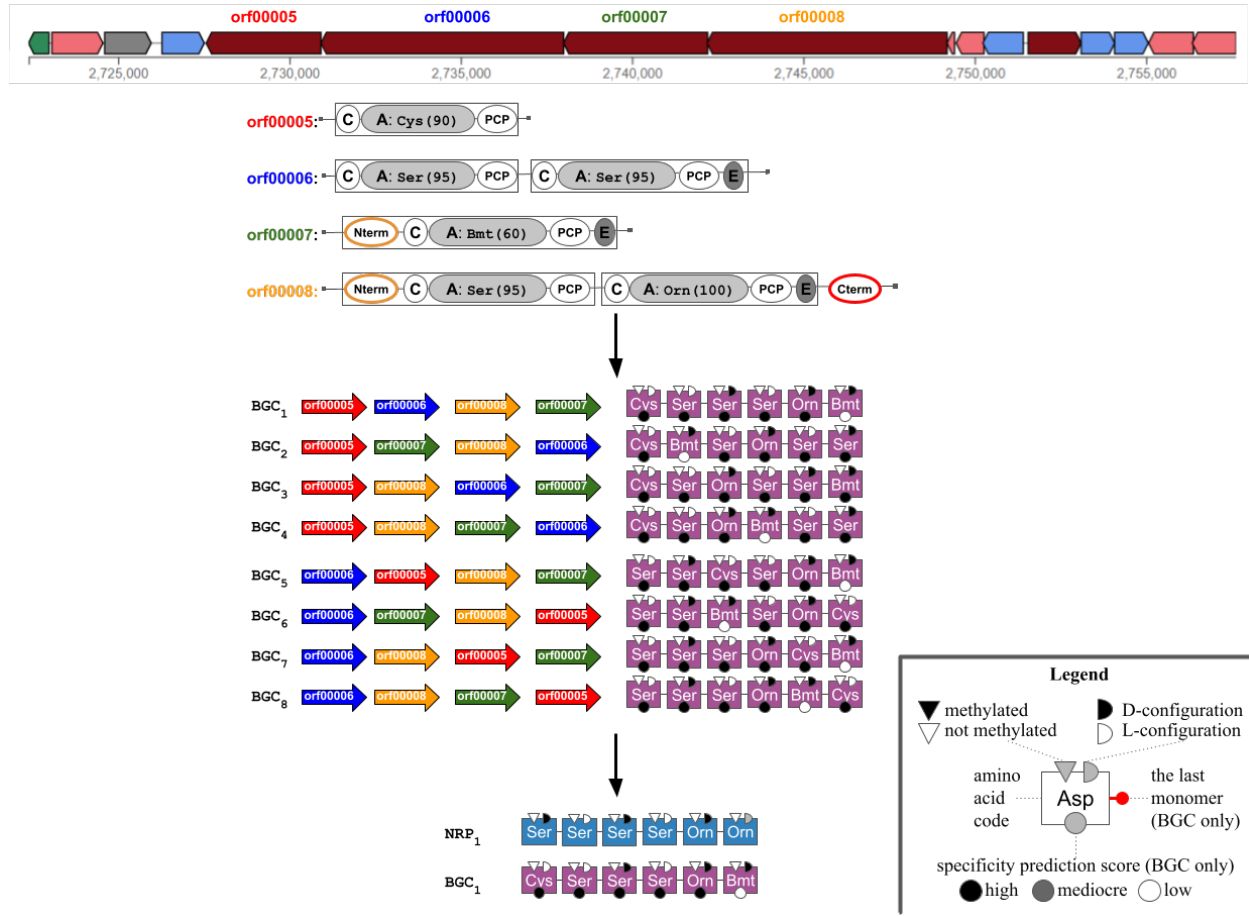 orf00005 orf00006 orf00007 orf00008
2,725,000 2,730,000 2,735,000 2,740,000 2,745,000 2,750,000 2,755,000
orf00005: C A: Cys(90) PCP
orf00006: C A: Ser(95) PCP C A: Ser(95) PCP E
orf00007: Nterm C A: Bmt(60) PCP E
orf00008: Nterm C A: Ser(95) PCP C A: Orn(100) PCP E Cterm
BGC1 orf00005 orf00006 orf00008 orf00007 Cys Ser Ser Ser Orn Bmt
BGC2 orf00005 orf00007 orf00008 orf00006 Cys Bmt Ser Orn Ser Ser
BGC3 orf00005 orf00008 orf00006 orf00007 Cys Ser Orn Ser Ser Bmt
BGC4 orf00005 orf00008 orf00007 orf00006 Cys Ser Orn Bmt Ser Ser
BGC5 orf00006 orf00005 orf00008 orf00007 Ser Ser Cys Ser Orn Bmt
BGC6 orf00006 orf00007 orf00008 orf00005 Ser Ser Bmt Ser Orn Cys
BGC7 orf00006 orf00008 orf00005 orf00007 Ser Ser Ser Orn Cys Bmt
BGC8 orf00006 orf00008 orf00007 orf00005 Ser Ser Ser Orn Bmt Cys
NRP1 Ser Ser Ser Ser Orn Orn
BGC1 Cys Ser Ser Ser Orn Bmt
Legend
methylated D-configuration
not methylated L-configuration
amino the last
acid Asp monomer
code (BGC only)
specificity prediction score (BGC only)
high mediocre low